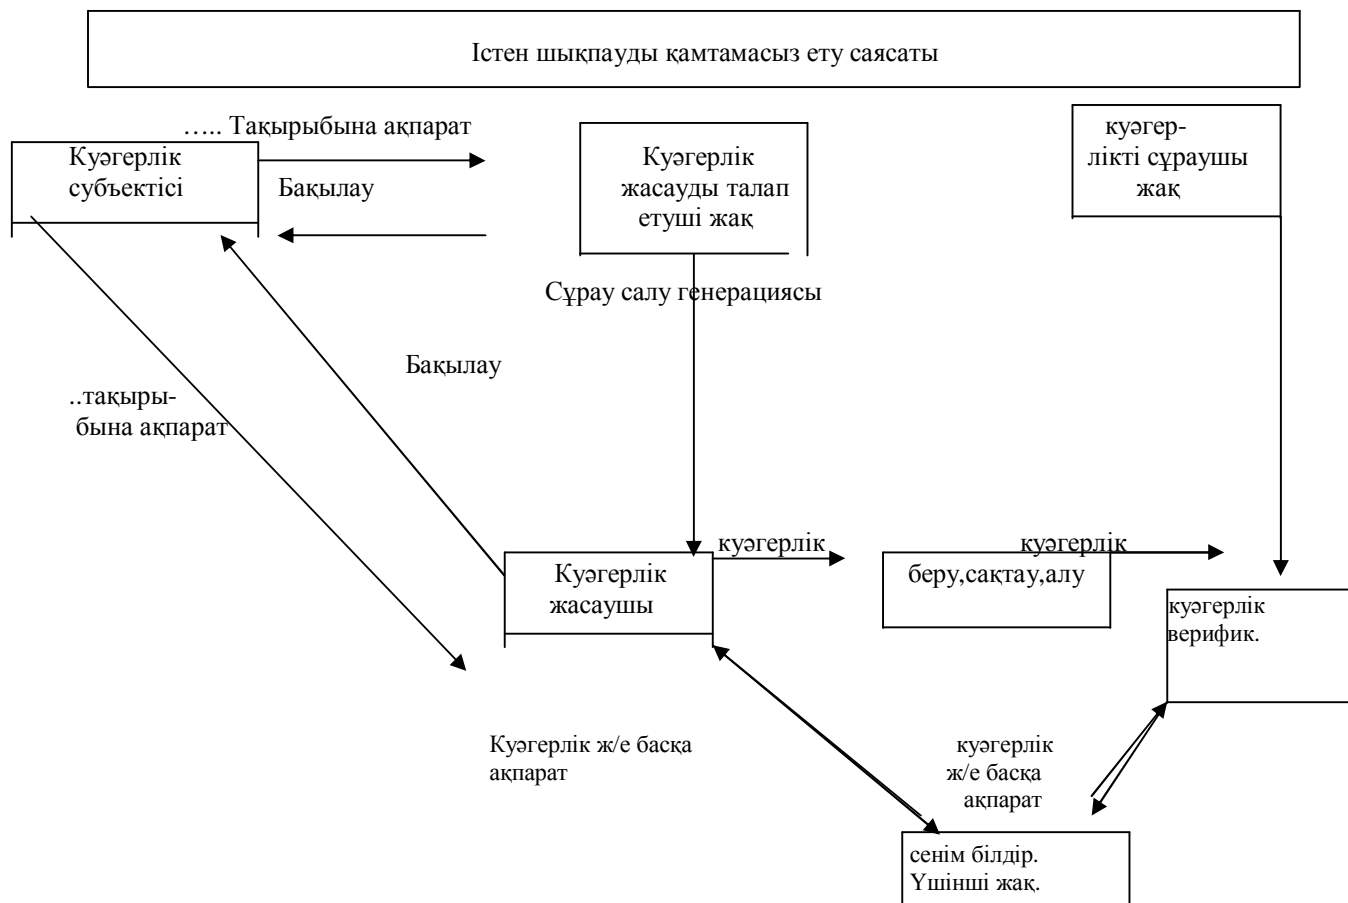 Істен шықпауды қамтамасыз ету саясаты
….. Тақырыбына ақпарат
Куәгерлік
субъектісі
Бақылау
Куәгерлік
жасауды талап
етуші жақ
куәгер-
лікті сұраушы
жақ
Сұрау салу генерациясы
Бақылау
..тақыры-
бына ақпарат
Куәгерлік
жасаушы
куәгерлік
беру,сақтау,алу
куәгерлік
куәгерлік
верифик.
Куәгерлік ж/е басқа
ақпарат
куәгерлік
ж/е басқа
ақпарат
сенім білдір.
Үшінші жақ.